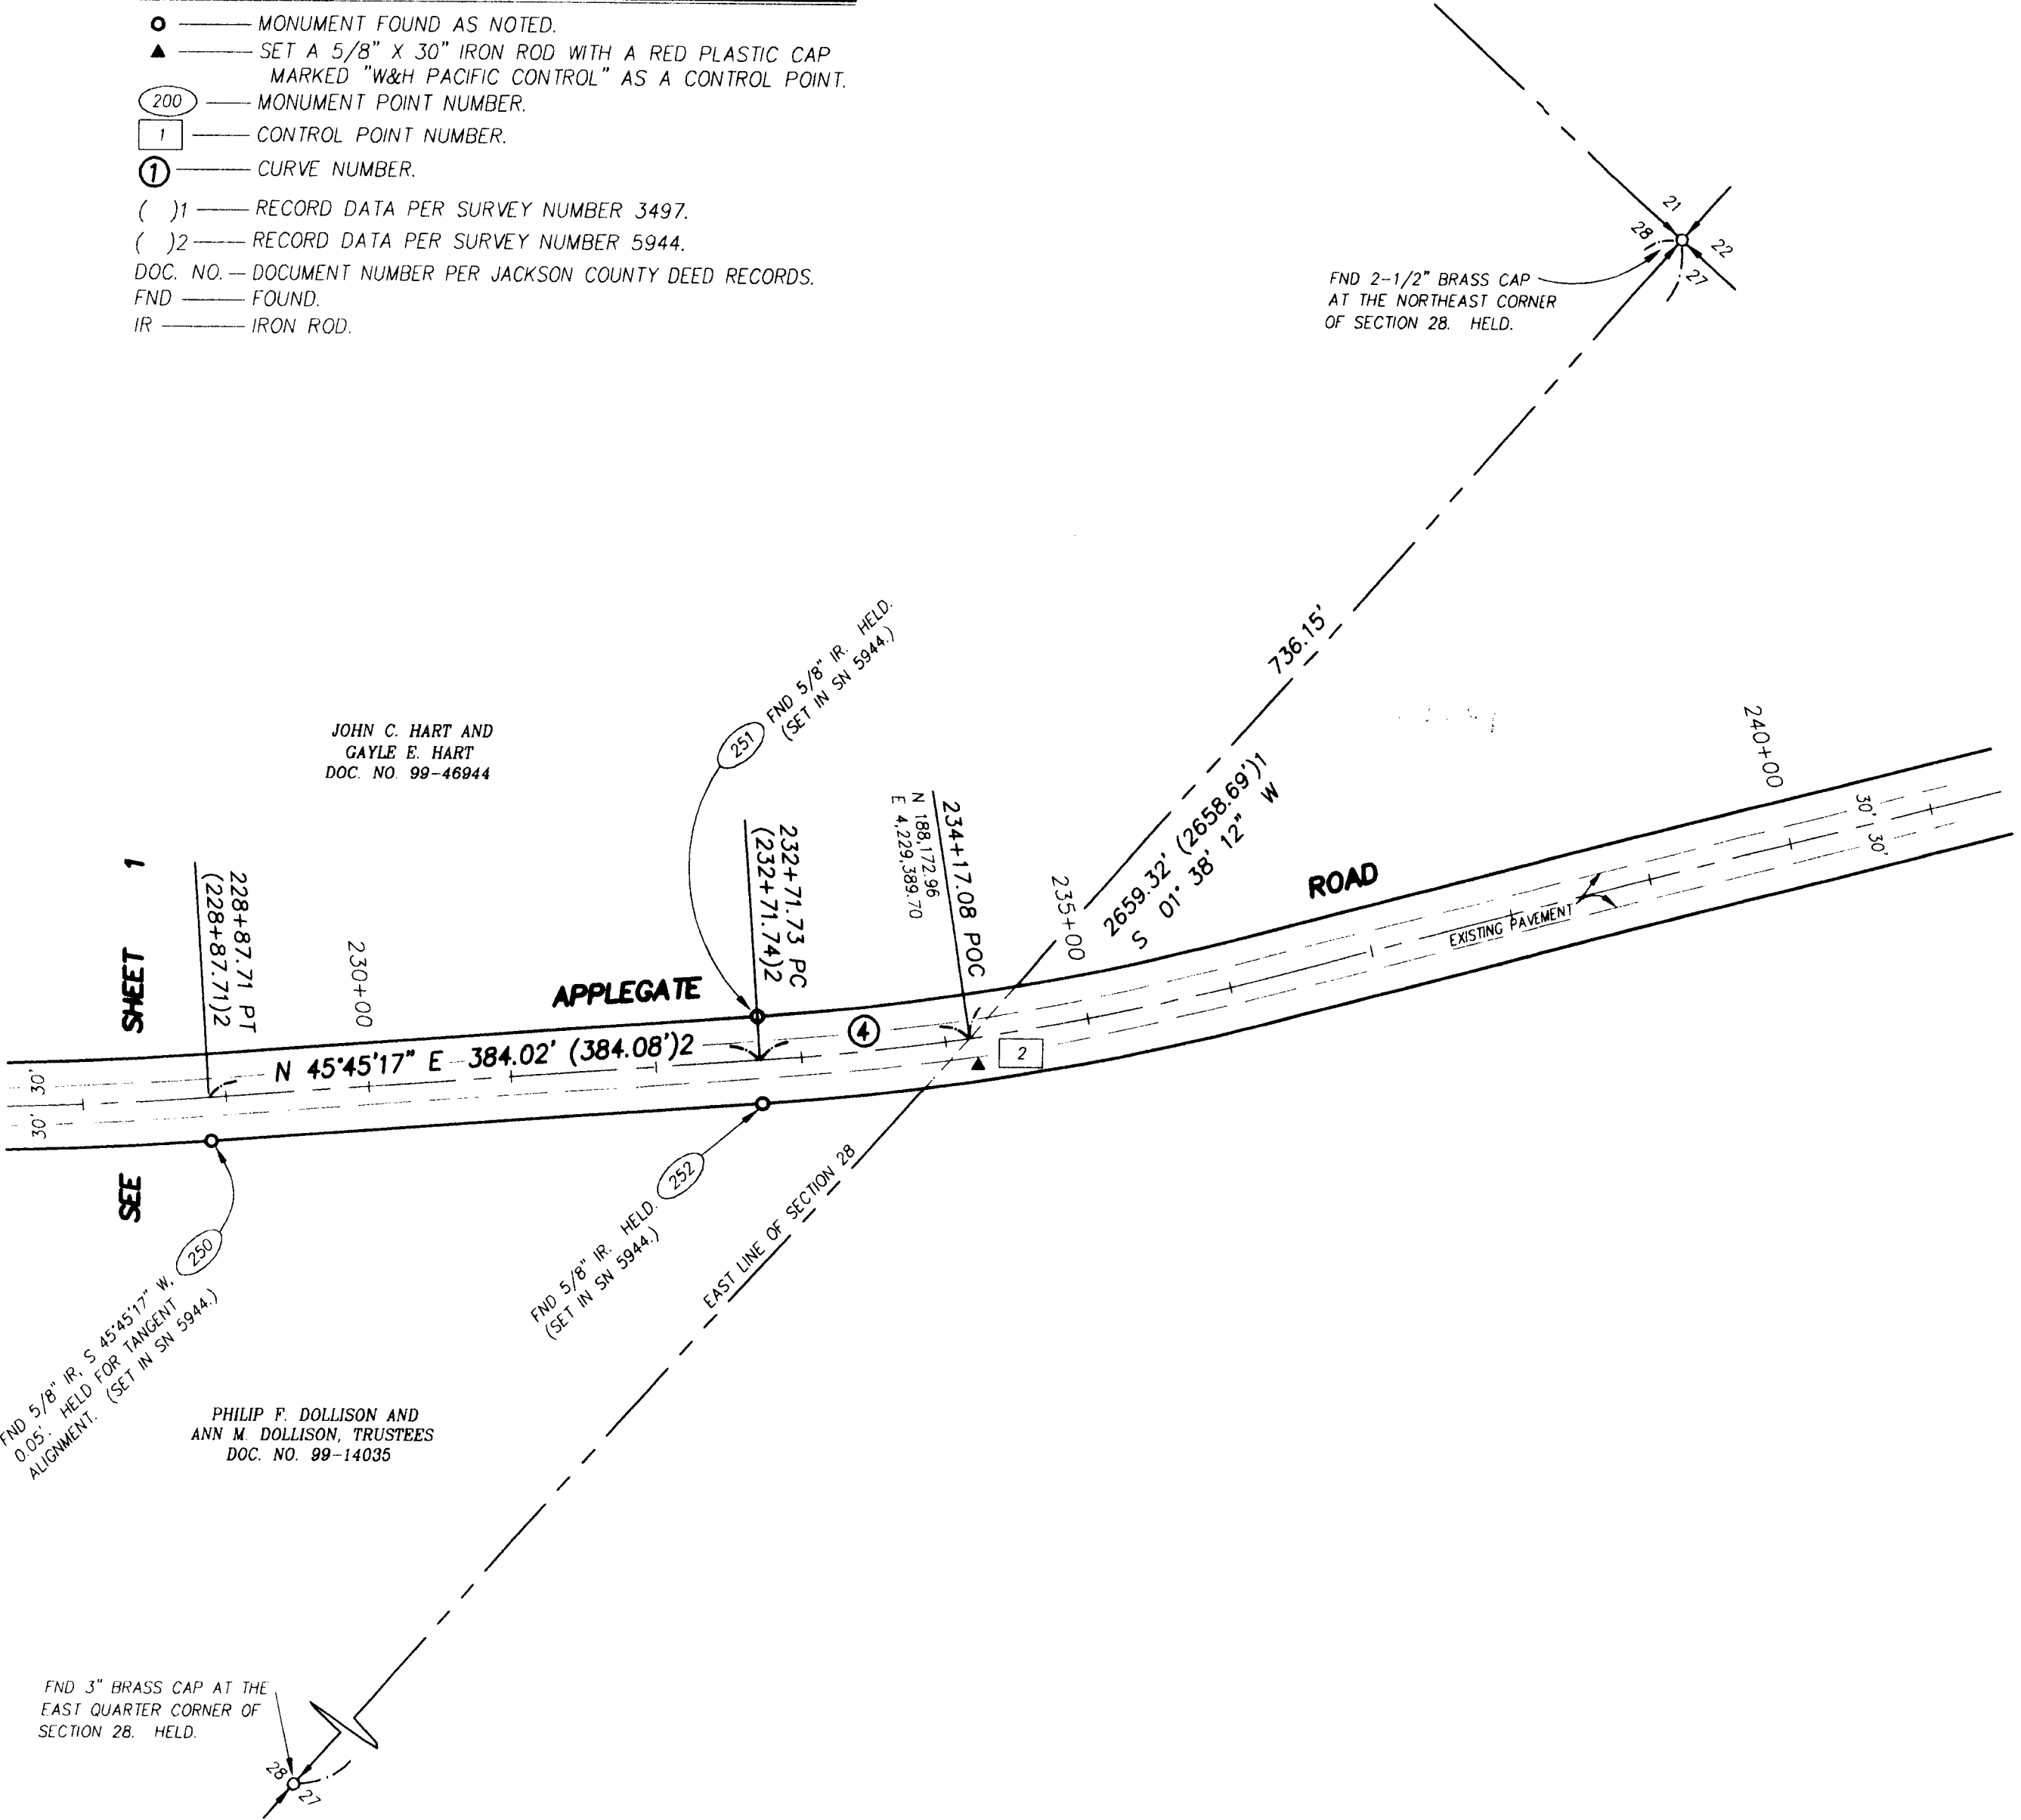 MONUMENT FOUND AS NOTED.
SET A 5/8" X 30" IRON ROD WITH A RED PLASTIC CAP
MARKED "W&H PACIFIC CONTROL" AS A CONTROL POINT.
200 MONUMENT POINT NUMBER.
1 CONTROL POINT NUMBER.
1 CURVE NUMBER.
( )1 RECORD DATA PER SURVEY NUMBER 3497.
( )2 RECORD DATA PER SURVEY NUMBER 5944.
DOC. NO. — DOCUMENT NUMBER PER JACKSON COUNTY DEED RECORDS.
FND FOUND.
IR IRON ROD.
21
28
22
27
FND 2-1/2" BRASS CAP
AT THE NORTHEAST CORNER
OF SECTION 28. HELD.
736.15'
2659.32' (2658.69')1
S 01° 38' 12" W
251
FND 5/8" IR. HELD.
(SET IN SN 5944.)
JOHN C. HART AND
GAYLE E. HART
DOC. NO. 99-46944
SEE SHEET 1
228+87.71 PT
(228+87.71)2
230+00
APPLEGATE
232+71.73 PC
(232+71.74)2
234+17.08 POC
N 188,172.96
E 4,229,389.70
235+00
ROAD
240+00
30'
30'
EXISTING PAVEMENT
N 45°45'17" E 384.02' (384.08')2
4
2
30'
30'
250
FND 5/8" IR, S 45°45'17" W,
0.05'. HELD FOR TANGENT
ALIGNMENT. (SET IN SN 5944.)
252
FND 5/8" IR. HELD.
(SET IN SN 5944.)
EAST LINE OF SECTION 28
PHILIP F. DOLLISON AND
ANN M. DOLLISON, TRUSTEES
DOC. NO. 99-14035
FND 3" BRASS CAP AT THE
EAST QUARTER CORNER OF
SECTION 28. HELD.
28
27